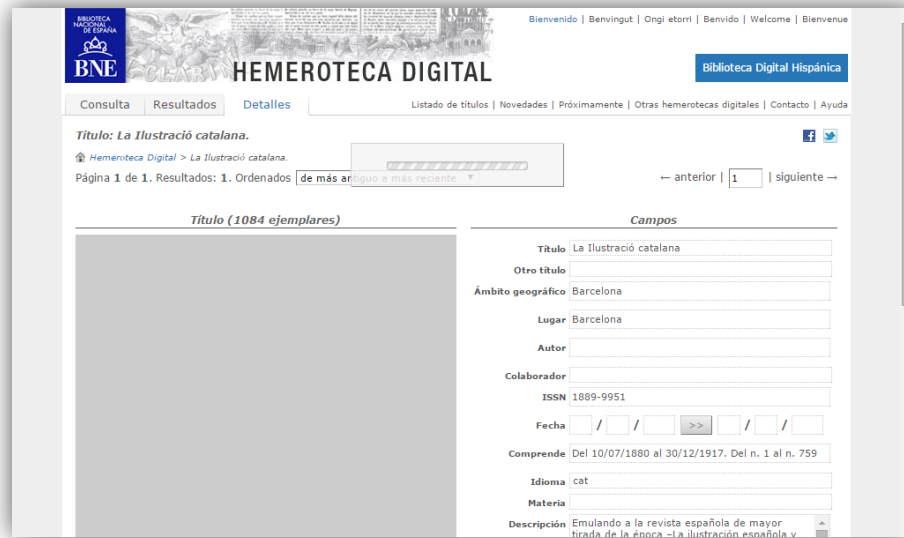 BIBLIOTECA
NACIONAL
DE ESPAÑA
BNE
HEMEROTECA DIGITAL
Bienvenido | Benvingut | Ongi etorri | Benvido | Welcome | Bienvenue
Biblioteca Digital Hispánica
Consulta Resultados Detalles
Listado de títulos | Novedades | Próximamente | Otras hemerotecas digitales | Contacto | Ayuda
Título: La Ilustració catalana.
Hemeroteca Digital > La Ilustració catalana.
Página 1 de 1. Resultados: 1. Ordenados de más antiguo a más reciente
← anterior | 1 | siguiente →
Título (1084 ejemplares)
Campos
Título La Ilustració catalana
Otro título
Ámbito geográfico Barcelona
Lugar Barcelona
Autor
Colaborador
ISSN 1889-9951
Fecha / / >> / /
Comprende Del 10/07/1880 al 30/12/1917. Del n. 1 al n. 759
Idioma cat
Materia
Descripción Emulando a la revista española de mayor
tirada de la época –La ilustración española y